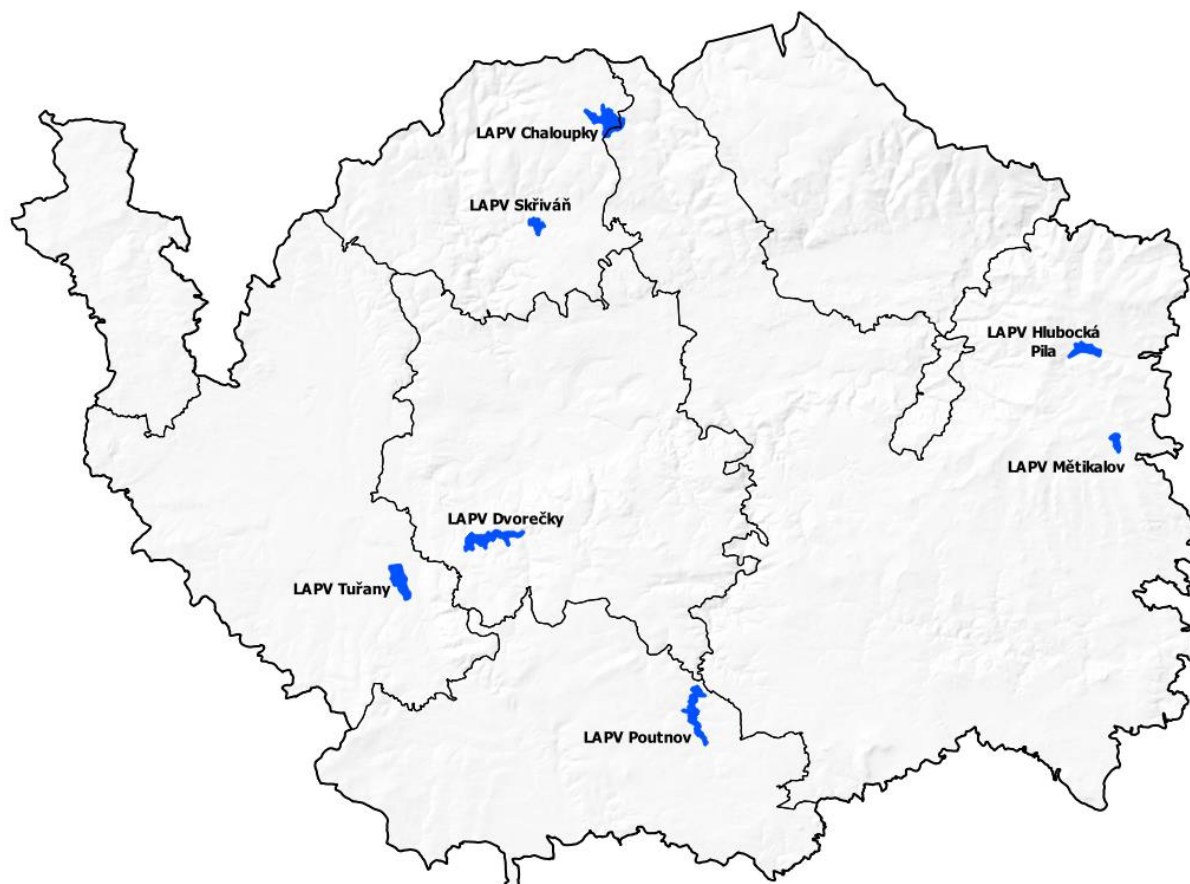 LAPV Chaloupky
LAPV Skřiváň
LAPV Hlubocká
Pila
LAPV Mětikalov
LAPV Dvorečky
LAPV Tuřany
LAPV Poutnov